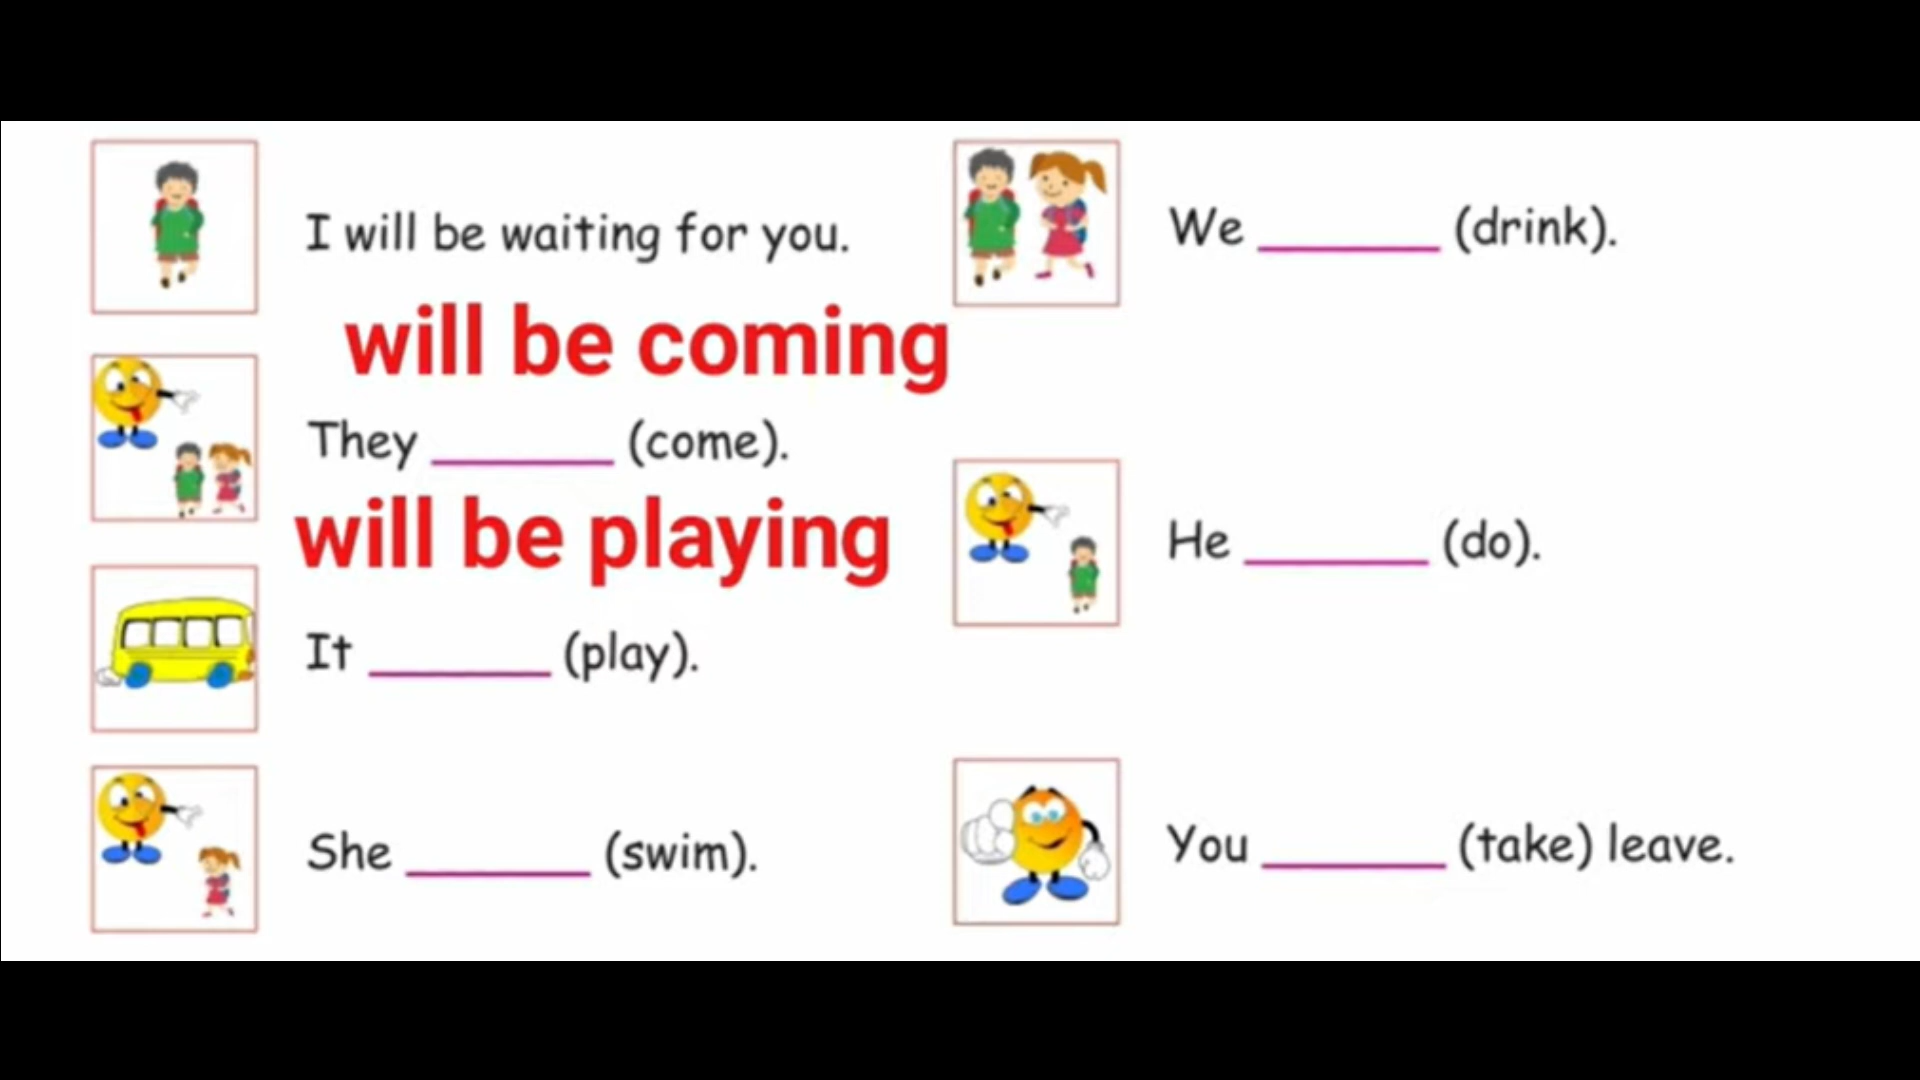 I will be waiting for you.
will be coming
They ________ (come).
will be playing
It ________ (play).
She ________ (swim).
We ________ (drink).
He ________ (do).
You ________ (take) leave.